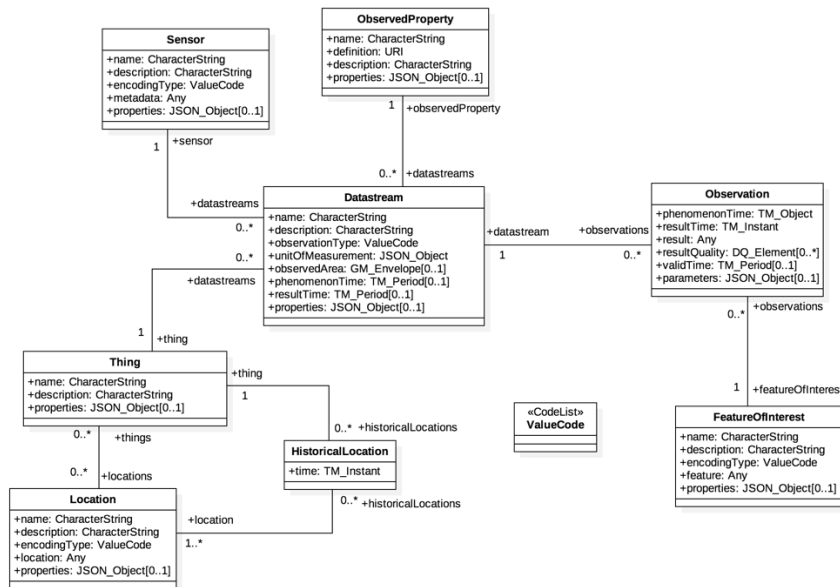 ObservedProperty
+name: CharacterString
+definition: URI
+description: CharacterString
+properties: JSON_Object[0..1]
Sensor
+name: CharacterString
+description: CharacterString
+encodingType: ValueCode
+metadata: Any
+properties: JSON_Object[0..1]
1
+observedProperty
1
+sensor
0..*
+datastreams
+datastreams
0..*
Datastream
+name: CharacterString
+description: CharacterString
+observationType: ValueCode
+unitOfMeasurement: JSON_Object
+observedArea: GM_Envelope[0..1]
+phenomenonTime: TM_Period[0..1]
+resultTime: TM_Period[0..1]
+properties: JSON_Object[0..1]
+datastream
1
+observations
0..*
Observation
+phenomenonTime: TM_Object
+resultTime: TM_Instant
+result: Any
+resultQuality: DQ_Element[0..*]
+validTime: TM_Period[0..1]
+parameters: JSON_Object[0..1]
0..*
+datastreams
1
+thing
+observations
0..*
Thing
+name: CharacterString
+description: CharacterString
+properties: JSON_Object[0..1]
+thing
1
0..*
+historicalLocations
1
+featureOfInterest
«CodeList»
ValueCode
FeatureOfInterest
+name: CharacterString
+description: CharacterString
+encodingType: ValueCode
+feature: Any
+properties: JSON_Object[0..1]
0..*
+things
0..*
+locations
HistoricalLocation
+time: TM_Instant
0..*
+historicalLocations
Location
+name: CharacterString
+description: CharacterString
+encodingType: ValueCode
+location: Any
+properties: JSON_Object[0..1]
+location
1..*